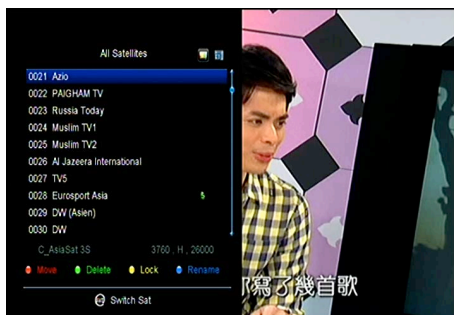 All Satellites
0021 Azio
0022 PAIGHAM TV
0023 Russia Today
0024 Muslim TV1
0025 Muslim TV2
0026 Al Jazeera International
0027 TV5
0028 Eurosport Asia $
0029 DW (Asien)
0030 DW
C_AsiaSat 3S 3760 , H , 26000
Move Delete Lock Rename
Switch Sat
寫了幾首歌